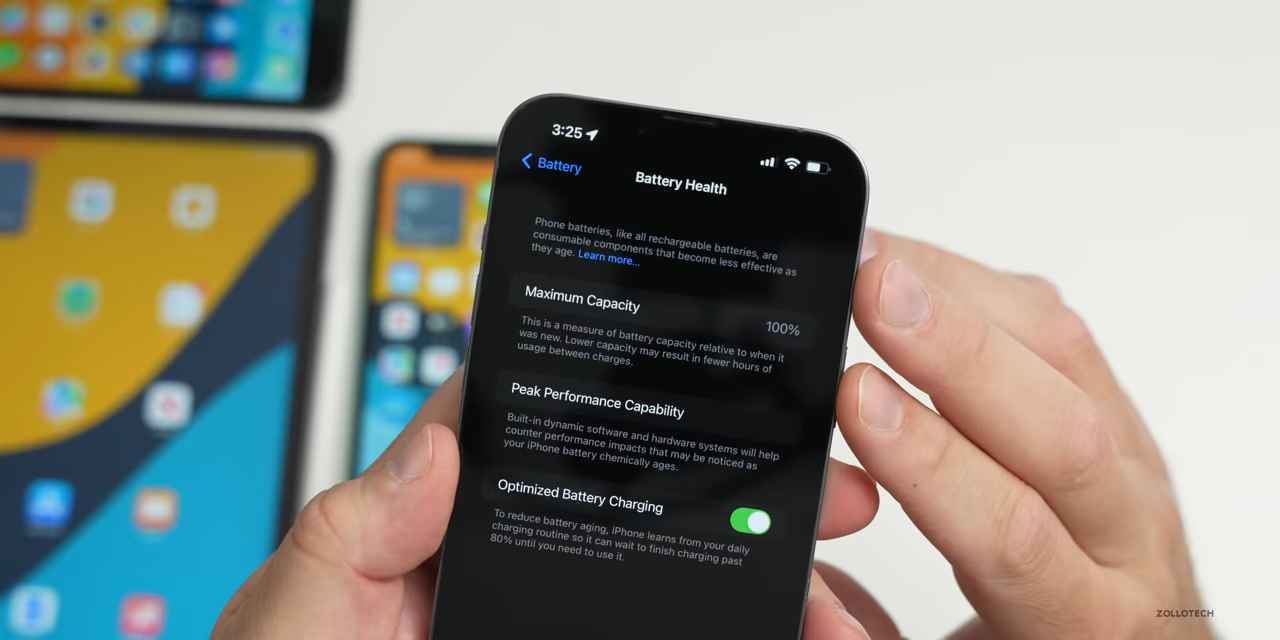 3:25
Battery
Battery Health
Phone batteries, like all rechargeable batteries, are
consumable components that become less effective as
they age. Learn more...
Maximum Capacity
100%
This is a measure of battery capacity relative to when it
was new. Lower capacity may result in fewer hours of
usage between charges.
Peak Performance Capability
Built-in dynamic software and hardware systems will help
counter performance impacts that may be noticed as
your iPhone battery chemically ages.
Optimized Battery Charging
To reduce battery aging, iPhone learns from your daily
charging routine so it can wait to finish charging past
80% until you need to use it.
ZOLLOTECH